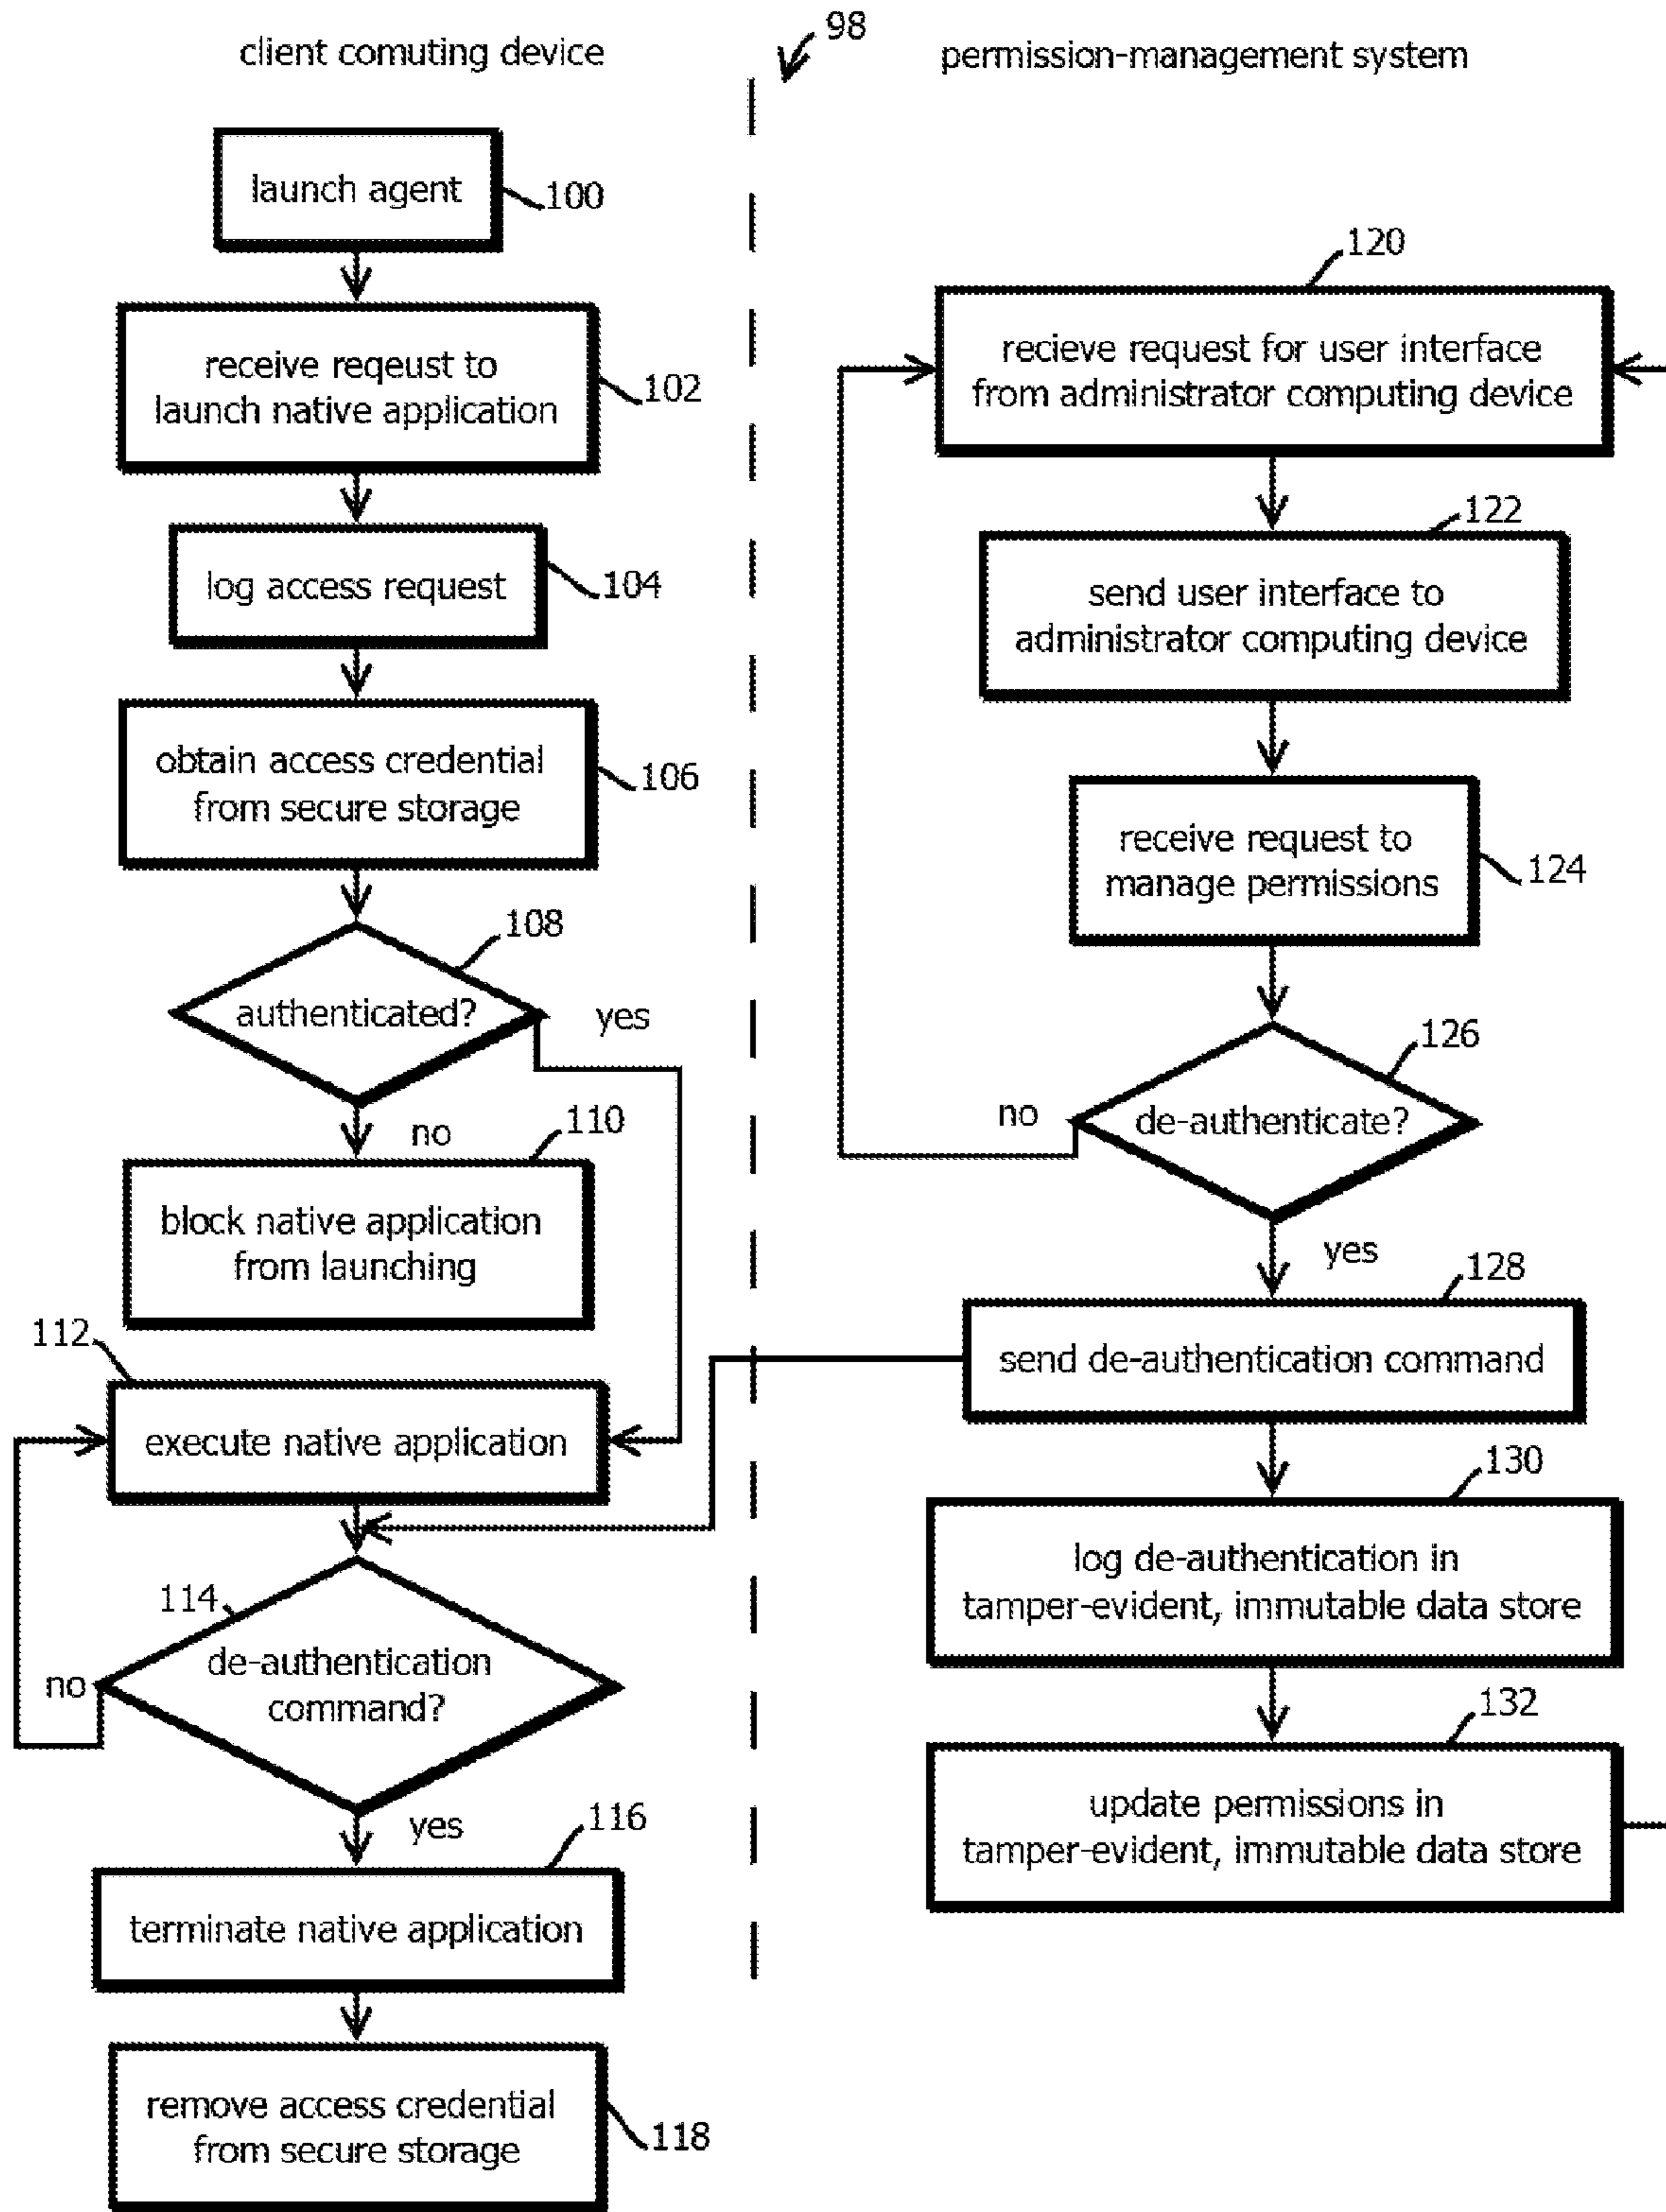 client comuting device
98
permission-management system
launch agent
100
receive reqeust to
launch native application
102
log access request
104
obtain access credential
from secure storage
106
108
authenticated?
yes
no
110
block native application
from launching
112
execute native application
114
de-authentication
command?
no
yes
116
terminate native application
remove access credential
from secure storage
118
120
recieve request for user interface
from administrator computing device
122
send user interface to
administrator computing device
receive request to
manage permissions
124
126
de-authenticate?
no
yes
128
send de-authentication command
130
log de-authentication in
tamper-evident, immutable data store
132
update permissions in
tamper-evident, immutable data store